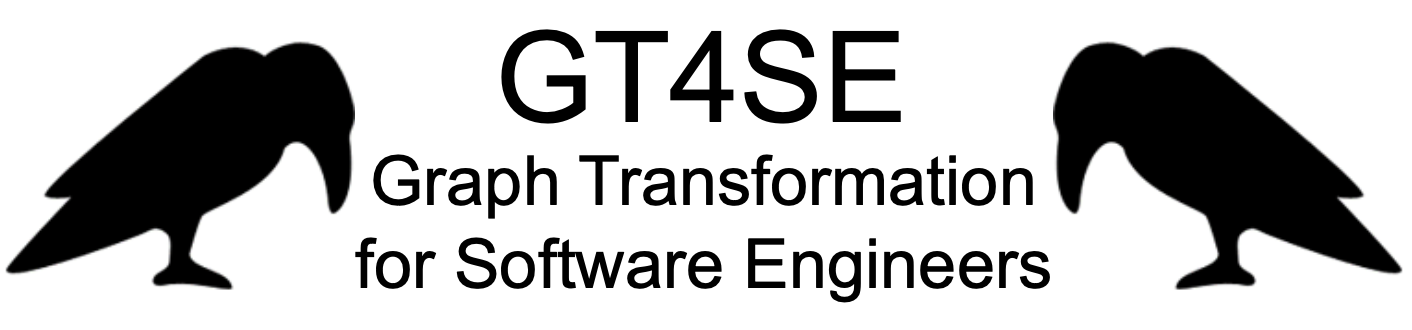 GT4SE
Graph Transformation
for Software Engineers